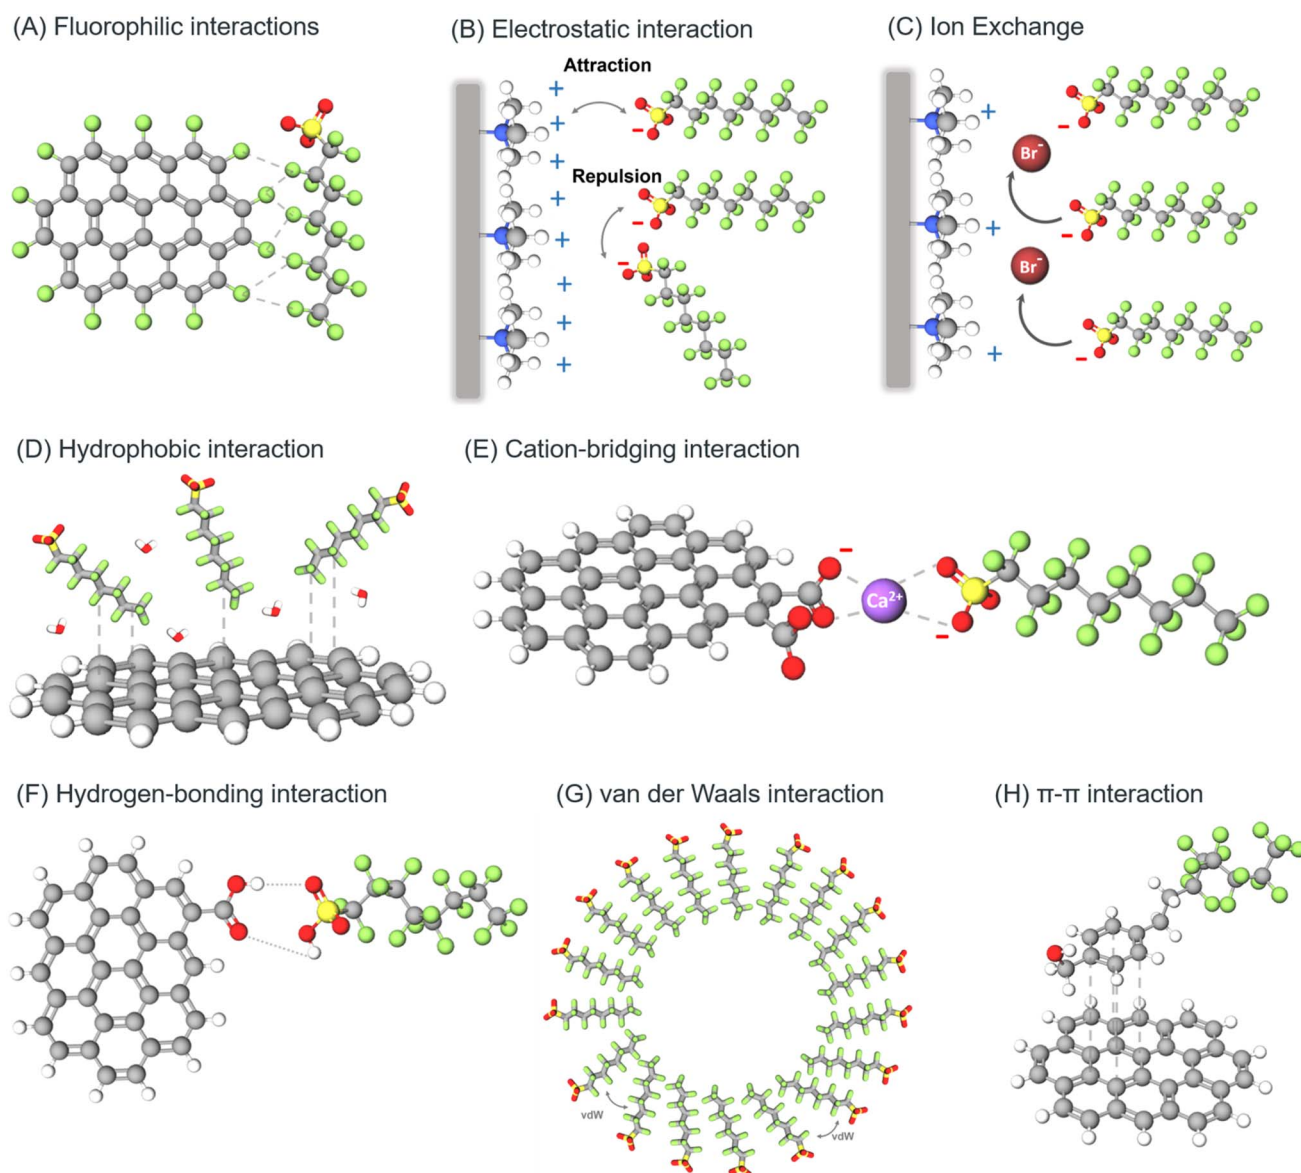 (A) Fluorophilic interactions
(B) Electrostatic interaction
(C) Ion Exchange
Attraction
+
+
+
+
+
+
+
+
-
Repulsion
-
-
+
+
+
-
Br-
-
Br-
-
(D) Hydrophobic interaction
(E) Cation-bridging interaction
-
Ca2+
-
(F) Hydrogen-bonding interaction
(G) van der Waals interaction
(H) π-π interaction
vdW
vdW